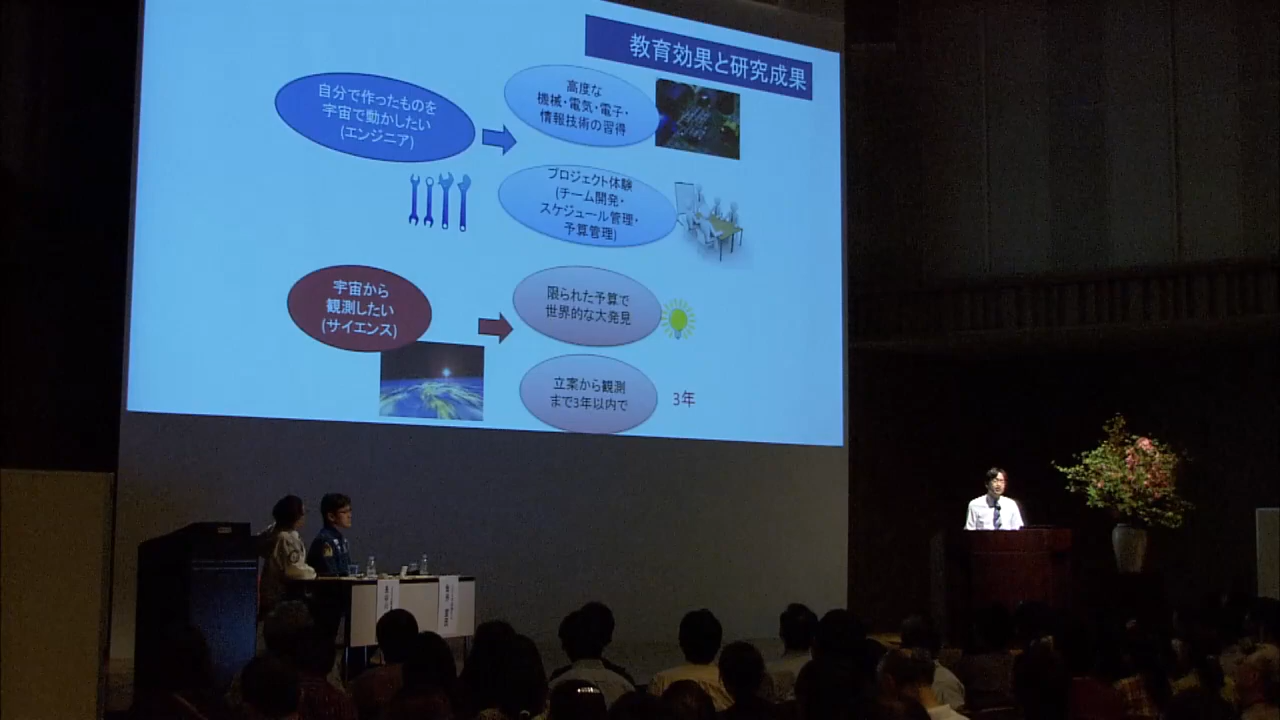 教育効果と研究成果
自分で作ったものを
宇宙で動かしたい
(エンジニア)
高度な
機械・電気・電子・
情報技術の習得
プロジェクト体験
(チーム開発・
スケジュール管理・
予算管理)
宇宙から
観測したい
(サイエンス)
限られた予算で
世界的な大発見
立案から観測
まで3年以内で
3年